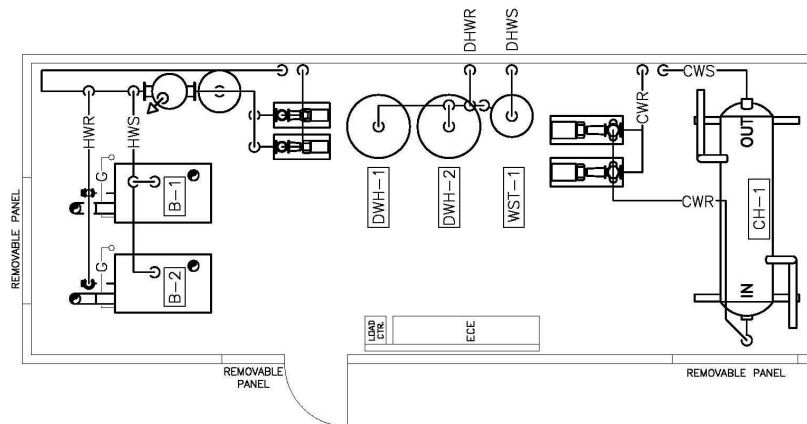 DHWR
DHWS
CWS
CWR
HWR
HWS
OUT
G
B-1
DWH-1
DWH-2
WST-1
CWR
CH-1
REMOVABLE PANEL
G
B-2
IN
LOAD
CTR.
ECE
REMOVABLE
PANEL
REMOVABLE PANEL